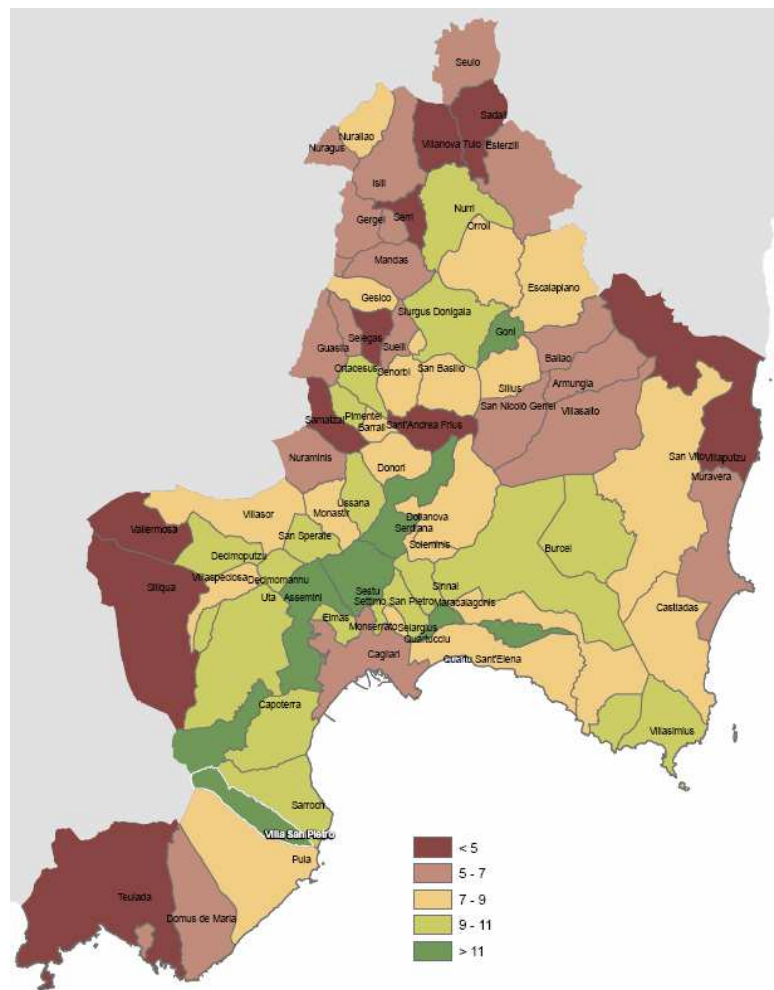 Seulo
Sadali
Nurallao
Villanova Tulo
Esterzili
Nuragus
Isili
Nurri
Serri
Gergei
Orroli
Mandas
Escalaplano
Gesico
Siurgus Donigala
Goni
Selegas
Guasila
Suelli
Ballao
Ortacesus
San Basilio
Senorbì
Armungia
Silius
San Nicolò Gerrei
Villasalto
Pimentel
Samatzai
Barrali
Sant'Andrea Frius
San Vito
Villaputzu
Nuraminis
Donori
Muravera
Ussana
Villasor
Monastir
Dolianova
Vallermosa
Serdiana
San Sperate
Soleminis
Decimoputzu
Burcei
Villaspeciosa
Decimomannu
Siliqua
Sinnai
Sestu
Uta
Assemini
Settimo San Pietro
Maracalagonis
Castiadas
Elmas
Monserrato
Selargius
Quartucciu
Cagliari
Quartu Sant'Elena
Capoterra
Villasimius
Sarroch
Villa San Pietro
Pula
Teulada
Domus de Maria
< 5
5 - 7
7 - 9
9 - 11
> 11